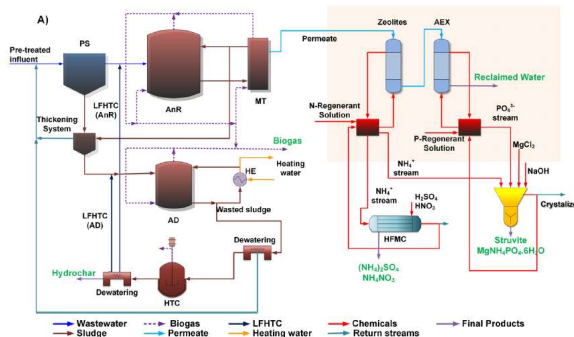 A)
PS
Pre-treated
influent
Thickening
System
LFHTC
(AnR)
AnR
MT
Permeate
Zeolites
AEX
Reclaimed Water
N-Regenerant
Solution
P-Regenerant
Solution
PO₄³⁻
stream
MgCl₂
NaOH
NH₄⁺
stream
NH₄⁺
stream
H₂SO₄
HNO₃
Crystalizer
HFMC
Struvite
MgNH₄PO₄.6H₂O
(NH₄)₂SO₄
NH₄NO₃
Biogas
Heating
water
HE
AD
Wasted sludge
LFHTC
(AD)
Dewatering
Hydrochar
Dewatering
HTC
Wastewater
Biogas
LFHTC
Chemicals
Final Products
Sludge
Permeate
Heating water
Return streams